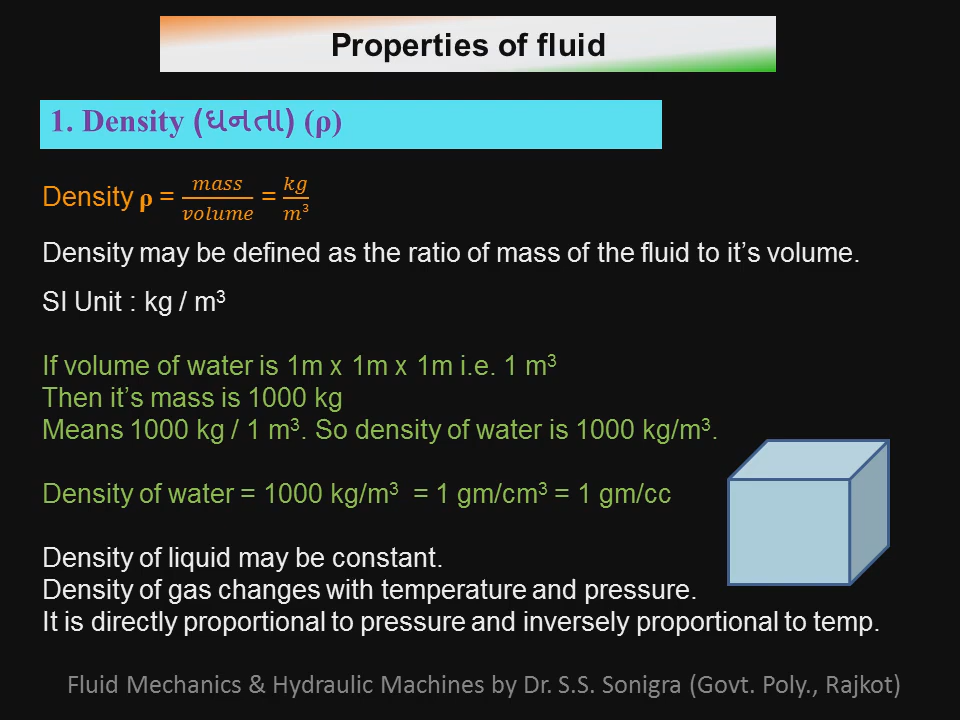 Properties of fluid
1. Density (ઘનતા) (ρ)
Density ρ = mass/volume = kg/m³
Density may be defined as the ratio of mass of the fluid to it’s volume.
SI Unit : kg / m³
If volume of water is 1m x 1m x 1m i.e. 1 m³
Then it’s mass is 1000 kg
Means 1000 kg / 1 m³. So density of water is 1000 kg/m³.
Density of water = 1000 kg/m³ = 1 gm/cm³ = 1 gm/cc
Density of liquid may be constant.
Density of gas changes with temperature and pressure.
It is directly proportional to pressure and inversely proportional to temp.
Fluid Mechanics & Hydraulic Machines by Dr. S.S. Sonigra (Govt. Poly., Rajkot)